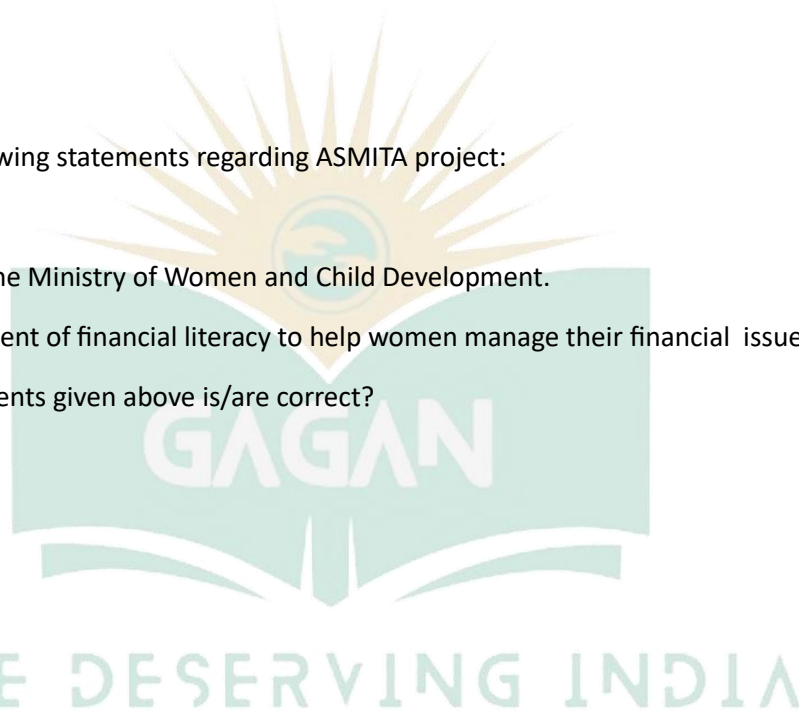 wing statements regarding ASMITA project:
ne Ministry of Women and Child Development.
ent of financial literacy to help women manage their financial issue
ents given above is/are correct?
GAGAN
E DESERVING INDIA